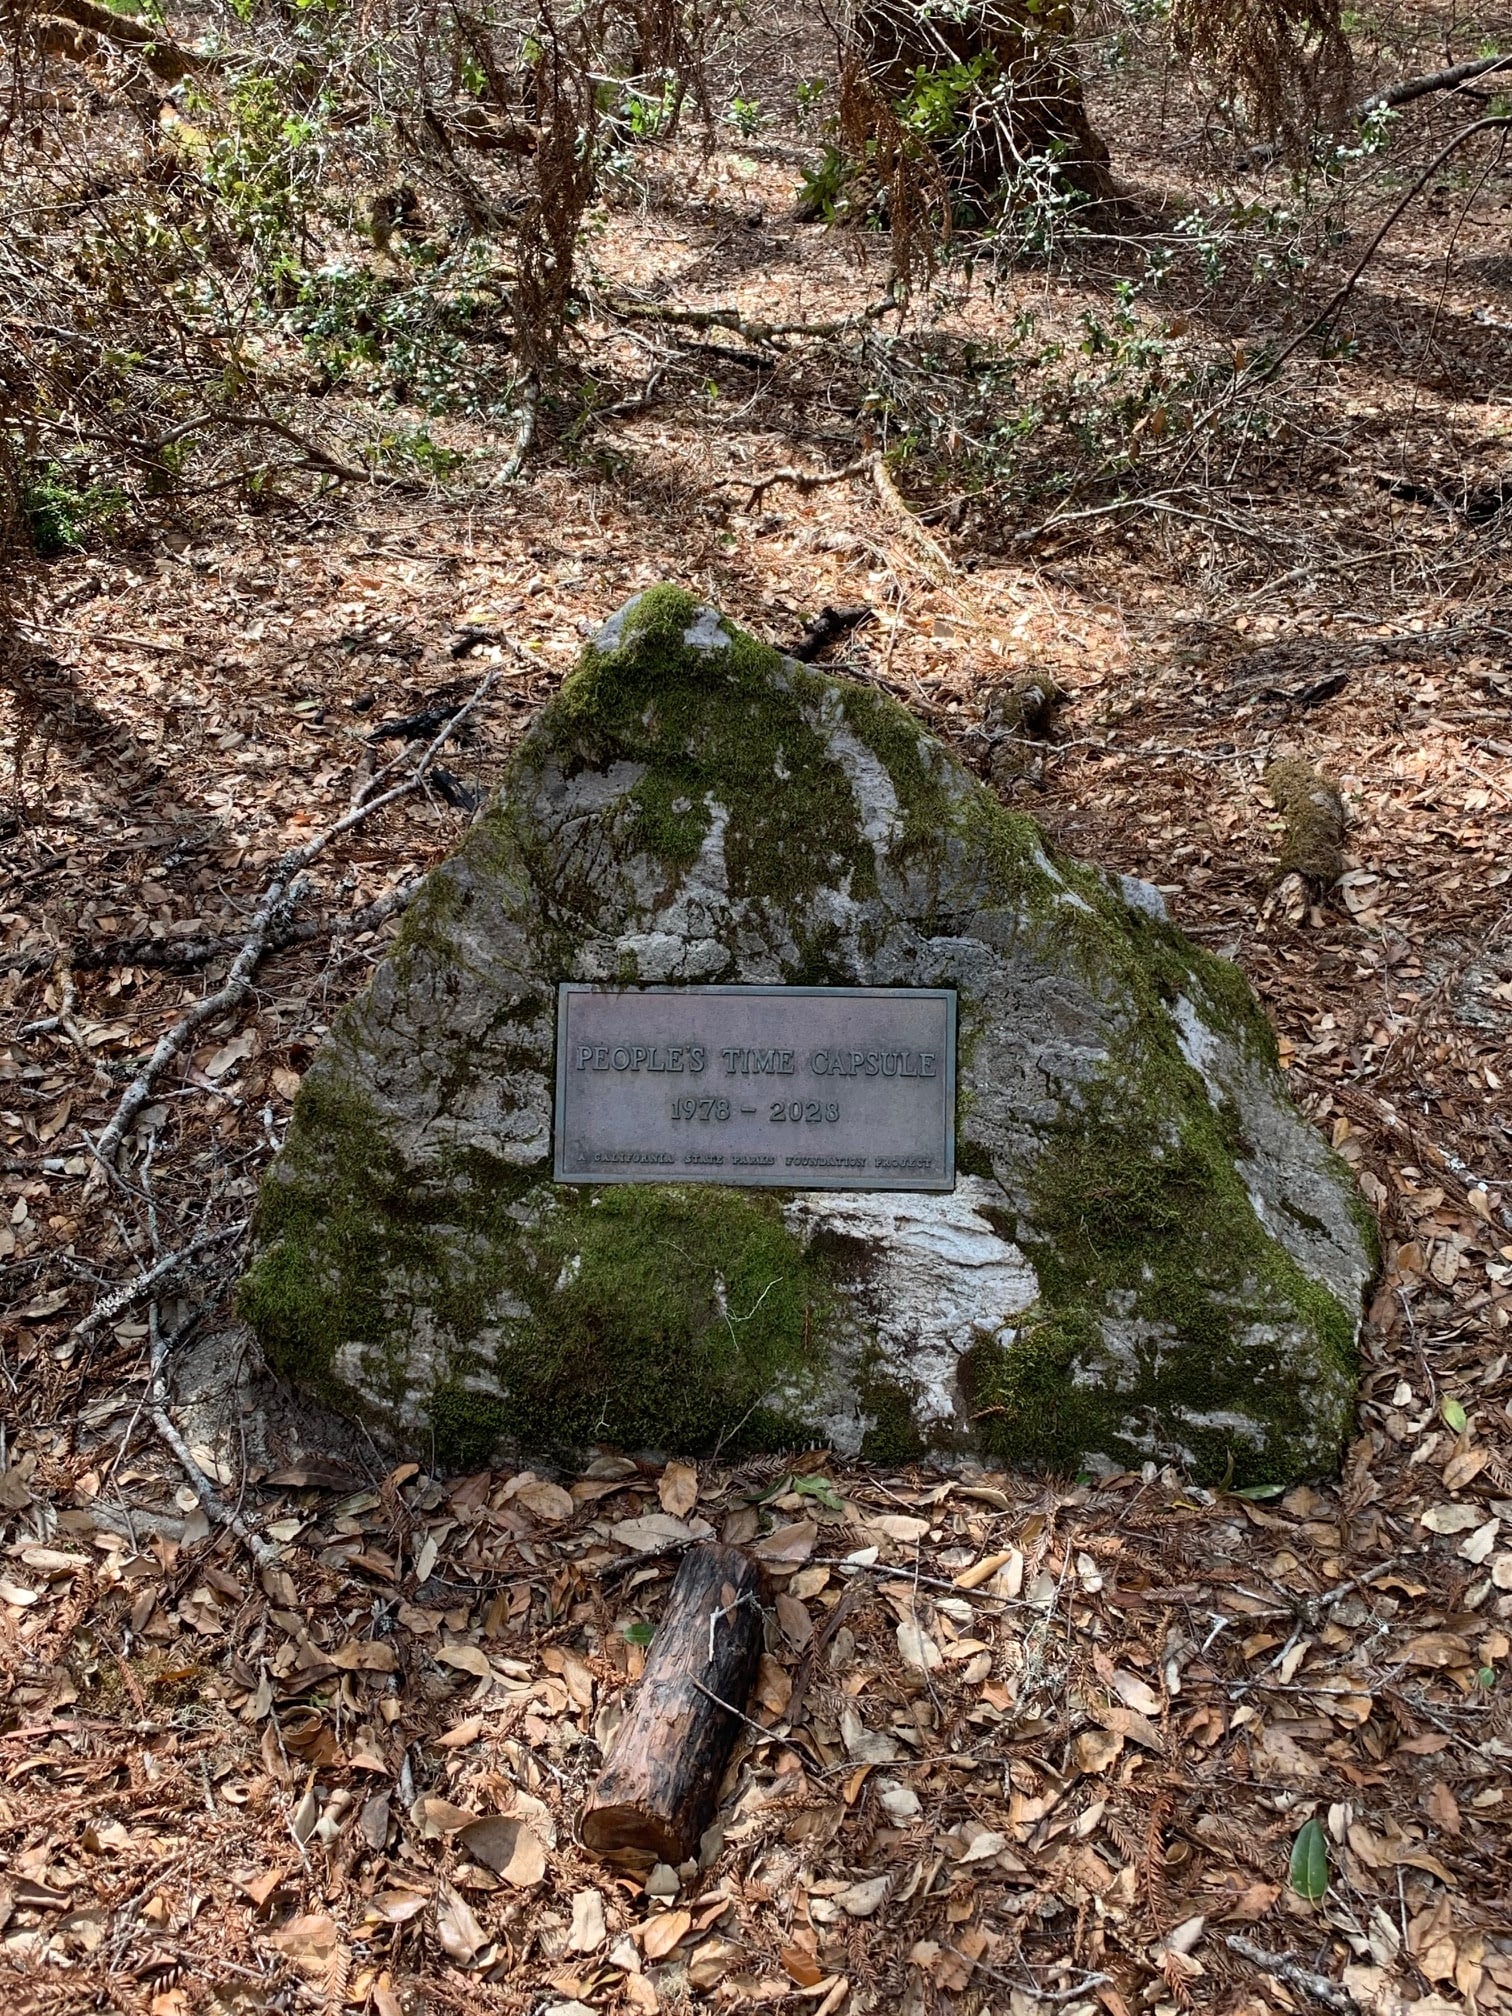 PEOPLE'S TIME CAPSULE
1978 - 2028
A CALIFORNIA STATE PARKS FOUNDATION PROJECT